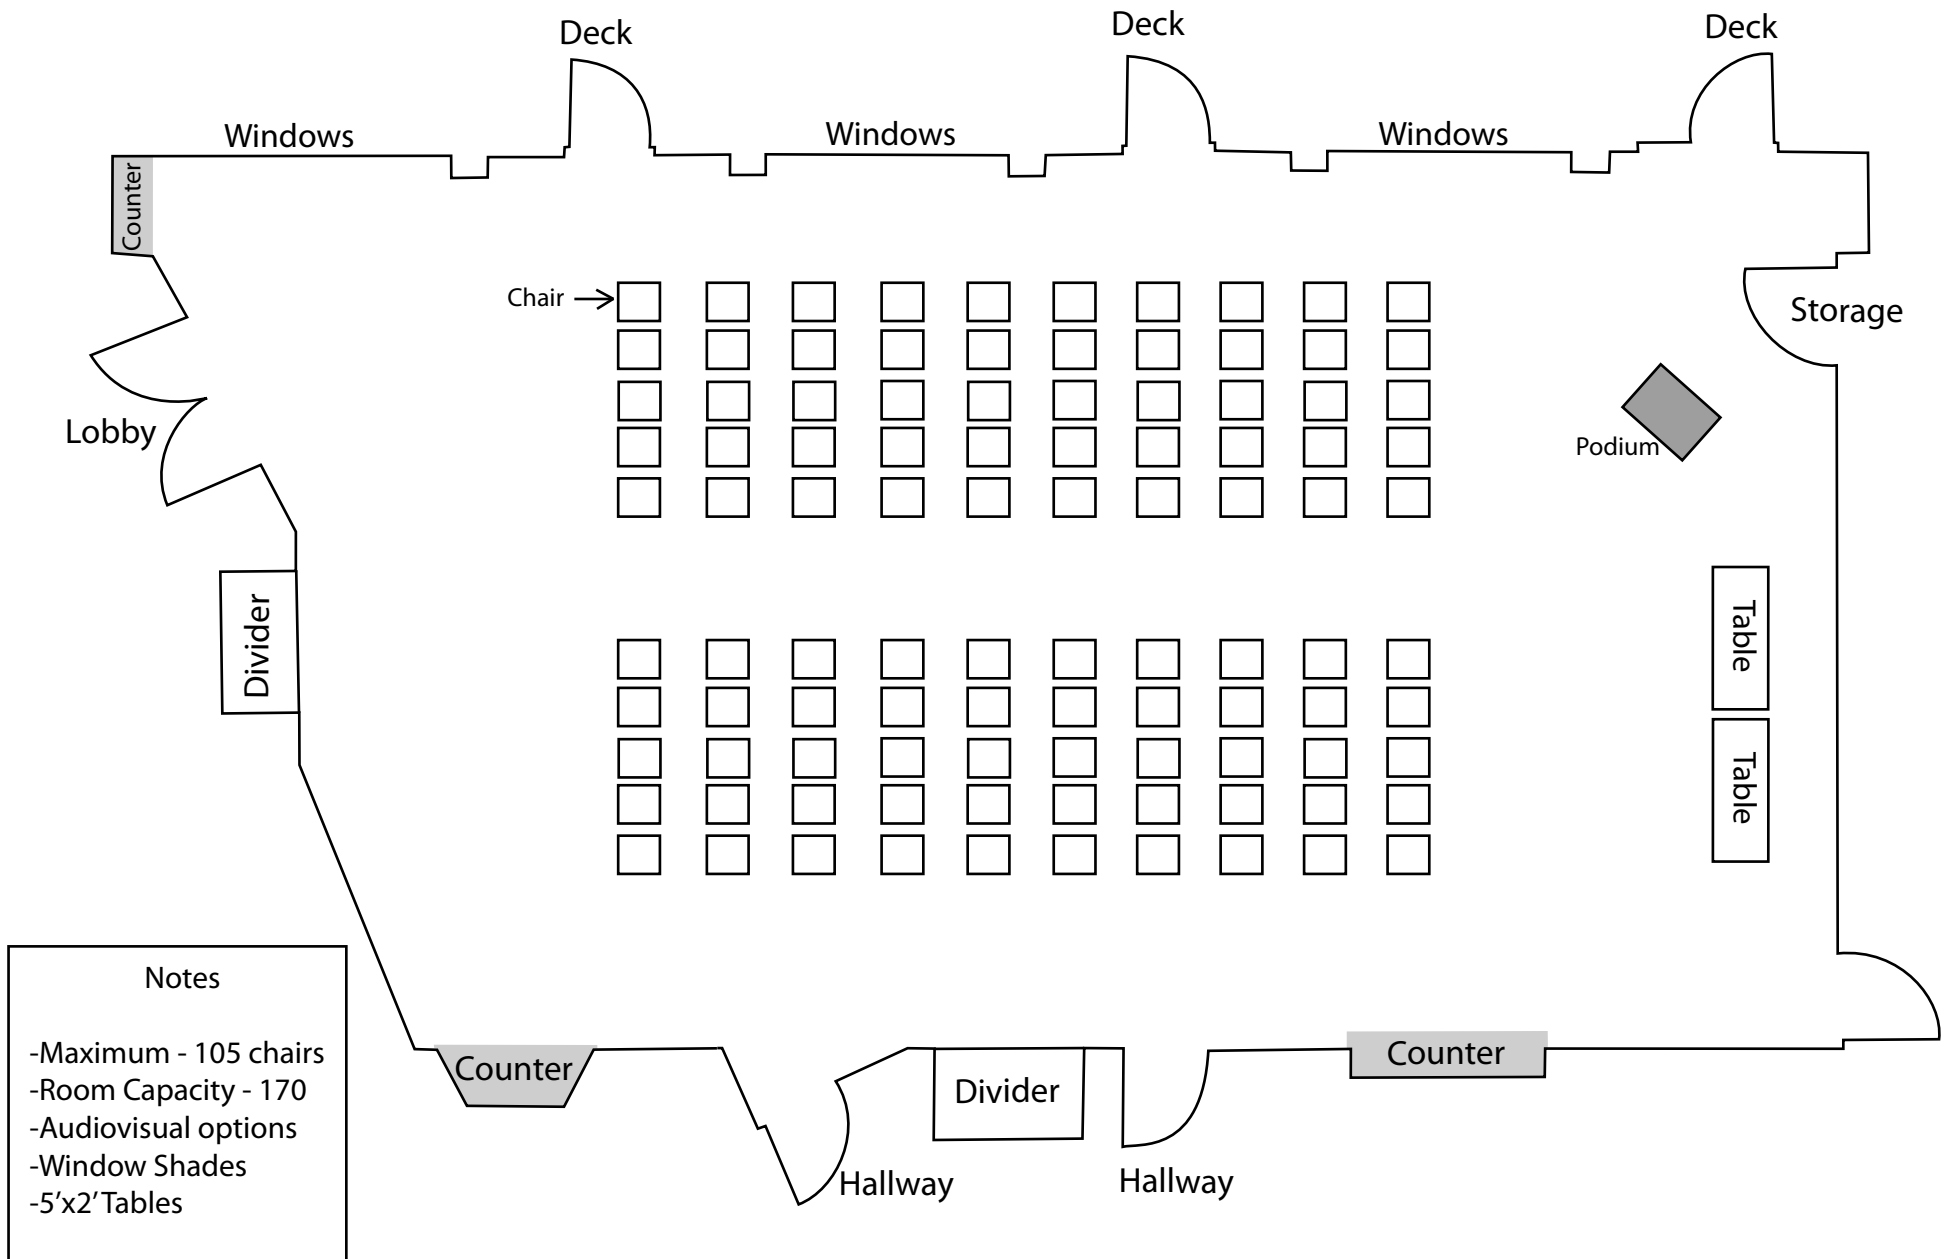 Deck
Deck
Deck
Windows
Windows
Windows
Counter
Chair
Storage
Lobby
Podium
Divider
Table
Table
Notes
-Maximum - 105 chairs
-Room Capacity - 170
-Audiovisual options
-Window Shades
-5’x2’ Tables
Counter
Divider
Counter
Hallway
Hallway